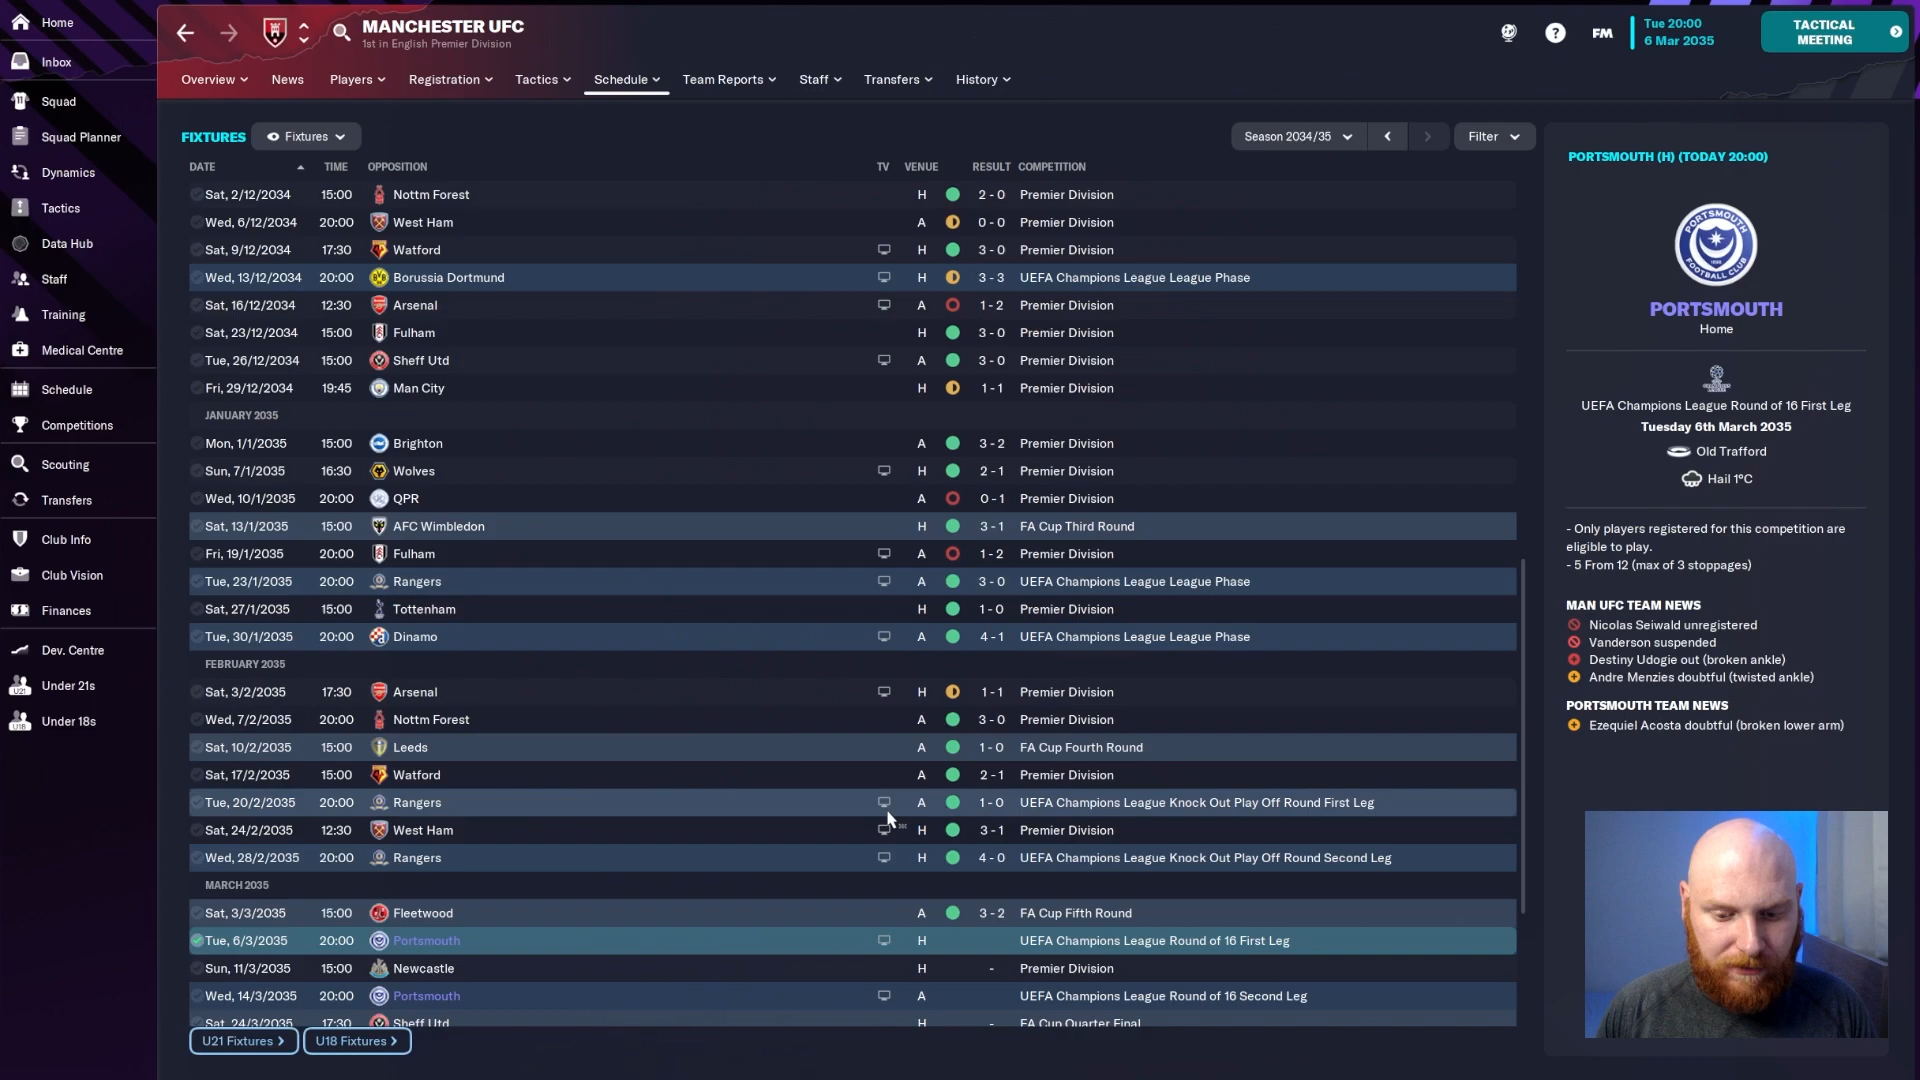 Home
Inbox
Squad
Squad Planner
Dynamics
Tactics
Data Hub
Staff
Training
Medical Centre
Schedule
Competitions
Scouting
Transfers
Club Info
Club Vision
Finances
Dev. Centre
U21 Under 21s
U18 Under 18s
MANCHESTER UFC
1st in English Premier Division
? FM Tue 20:00
6 Mar 2035
TACTICAL
MEETING
Overview News Players Registration Tactics Schedule Team Reports Staff Transfers History
FIXTURES Fixtures Season 2034/35 Filter
DATE TIME OPPOSITION TV VENUE RESULT COMPETITION
Sat, 2/12/2034 15:00 Nottm Forest H 2 - 0 Premier Division
Wed, 6/12/2034 20:00 West Ham A 0 - 0 Premier Division
Sat, 9/12/2034 17:30 Watford H 3 - 0 Premier Division
Wed, 13/12/2034 20:00 Borussia Dortmund H 3 - 3 UEFA Champions League League Phase
Sat, 16/12/2034 12:30 Arsenal A 1 - 2 Premier Division
Sat, 23/12/2034 15:00 Fulham H 3 - 0 Premier Division
Tue, 26/12/2034 15:00 Sheff Utd A 3 - 0 Premier Division
Fri, 29/12/2034 19:45 Man City H 1 - 1 Premier Division
JANUARY 2035
Mon, 1/1/2035 15:00 Brighton A 3 - 2 Premier Division
Sun, 7/1/2035 16:30 Wolves H 2 - 1 Premier Division
Wed, 10/1/2035 20:00 QPR A 0 - 1 Premier Division
Sat, 13/1/2035 15:00 AFC Wimbledon H 3 - 1 FA Cup Third Round
Fri, 19/1/2035 20:00 Fulham A 1 - 2 Premier Division
Tue, 23/1/2035 20:00 Rangers A 3 - 0 UEFA Champions League League Phase
Sat, 27/1/2035 15:00 Tottenham H 1 - 0 Premier Division
Tue, 30/1/2035 20:00 Dinamo A 4 - 1 UEFA Champions League League Phase
FEBRUARY 2035
Sat, 3/2/2035 17:30 Arsenal H 1 - 1 Premier Division
Wed, 7/2/2035 20:00 Nottm Forest A 3 - 0 Premier Division
Sat, 10/2/2035 15:00 Leeds A 1 - 0 FA Cup Fourth Round
Sat, 17/2/2035 15:00 Watford A 2 - 1 Premier Division
Tue, 20/2/2035 20:00 Rangers A 1 - 0 UEFA Champions League Knock Out Play Off Round First Leg
Sat, 24/2/2035 12:30 West Ham H 3 - 1 Premier Division
Wed, 28/2/2035 20:00 Rangers H 4 - 0 UEFA Champions League Knock Out Play Off Round Second Leg
MARCH 2035
Sat, 3/3/2035 15:00 Fleetwood A 3 - 2 FA Cup Fifth Round
Tue, 6/3/2035 20:00 Portsmouth H UEFA Champions League Round of 16 First Leg
Sun, 11/3/2035 15:00 Newcastle H - Premier Division
Wed, 14/3/2035 20:00 Portsmouth A UEFA Champions League Round of 16 Second Leg
Sat, 24/3/2035 17:30 Sheff Utd H - FA Cup Quarter Final
U21 Fixtures U18 Fixtures
PORTSMOUTH (H) (TODAY 20:00)
PORTSMOUTH
FOOTBALL CLUB
PORTSMOUTH
Home
UEFA Champions League Round of 16 First Leg
Tuesday 6th March 2035
Old Trafford
Hail 1°C
- Only players registered for this competition are
eligible to play.
- 5 From 12 (max of 3 stoppages)
MAN UFC TEAM NEWS
Nicolas Seiwald unregistered
Vanderson suspended
Destiny Udogie out (broken ankle)
Andre Menzies doubtful (twisted ankle)
PORTSMOUTH TEAM NEWS
Ezequiel Acosta doubtful (broken lower arm)